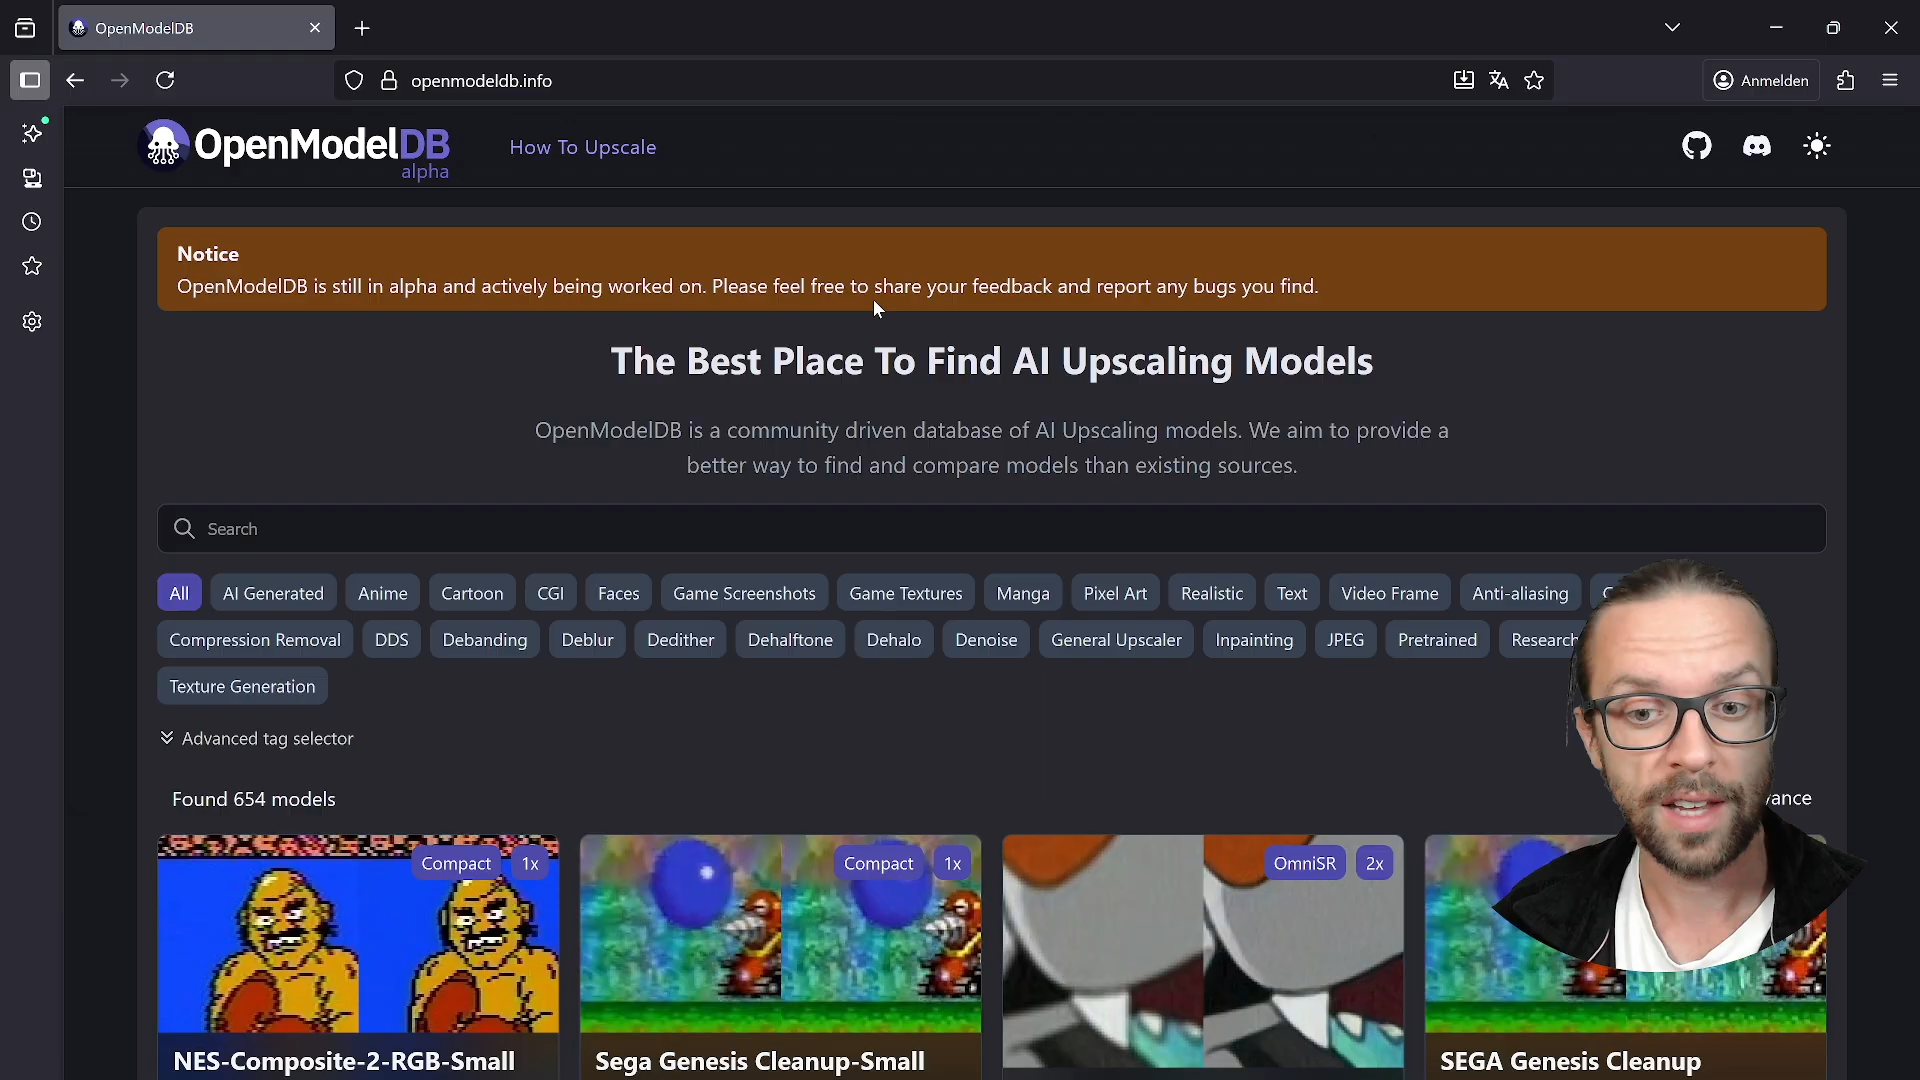 OpenModelDB
openmodeldb.info
Anmelden
OpenModelDB
alpha
How To Upscale
Notice
OpenModelDB is still in alpha and actively being worked on. Please feel free to share your feedback and report any bugs you find.
The Best Place To Find AI Upscaling Models
OpenModelDB is a community driven database of AI Upscaling models. We aim to provide a
better way to find and compare models than existing sources.
Search
All AI Generated Anime Cartoon CGI Faces Game Screenshots Game Textures Manga Pixel Art Realistic Text Video Frame Anti-aliasing
Compression Removal DDS Debanding Deblur Dedither Dehalftone Dehalo Denoise General Upscaler Inpainting JPEG Pretrained Research
Texture Generation
Advanced tag selector
Found 654 models
Compact 1x Compact 1x OmniSR 2x
NES-Composite-2-RGB-Small Sega Genesis Cleanup-Small SEGA Genesis Cleanup